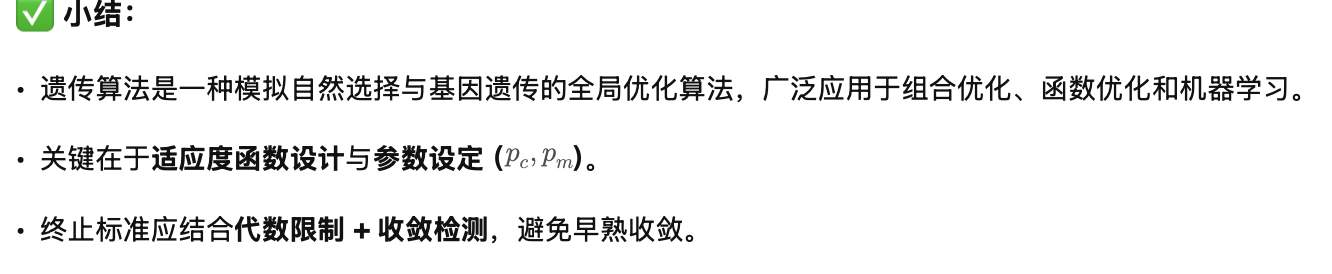 ✅ 小结：
• 遗传算法是一种模拟自然选择与基因遗传的全局优化算法，广泛应用于组合优化、函数优化和机器学习。
• 关键在于适应度函数设计与参数设定 (p_c, p_m)。
• 终止标准应结合代数限制 + 收敛检测，避免早熟收敛。